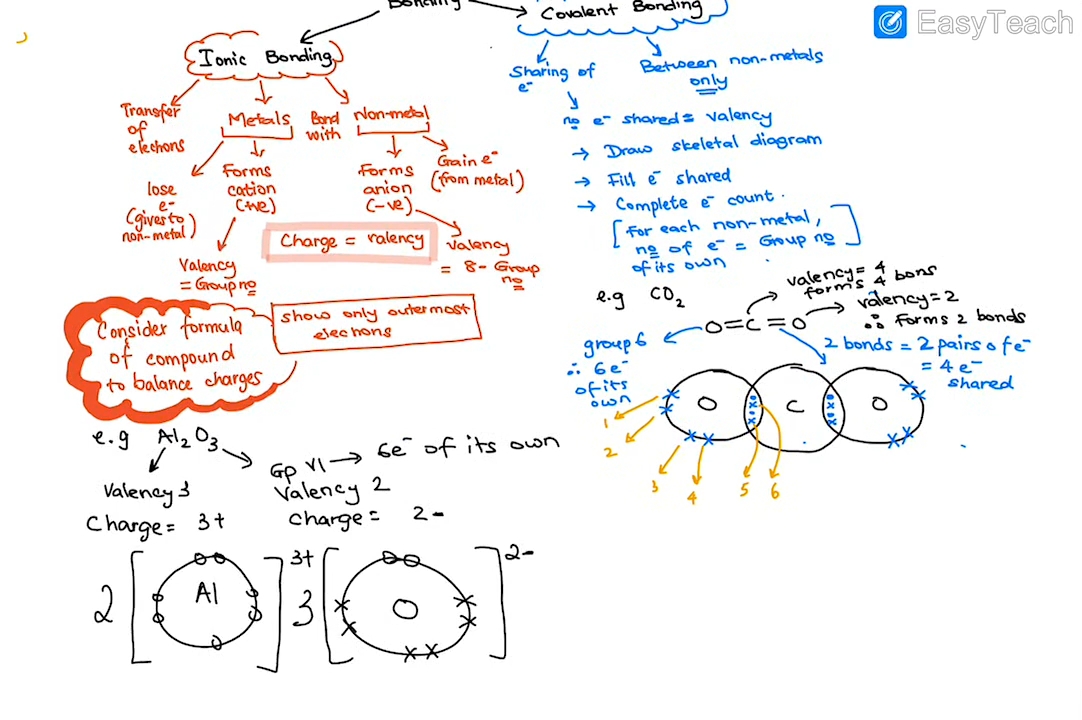 Bonding
Covalent Bonding
EasyTeach
Ionic Bonding
Sharing of
e⁻
Between non-metals
only
Transfer
of
elechons
Metals
Bond
with
Non-metal
no e⁻ shared = valency
→ Draw skeletal diagram
→ Fill e⁻ shared
→ Complete e⁻ count.
[For each non-metal,
no of e⁻ = Group no]
of its own
lose
e⁻
(gives to
non-metal)
Forms
cation
(+ve)
Forms
anion
(-ve)
Gain e⁻
(from metal)
Charge = valency
Valency
= Group no
Valency
= 8 - Group
no
Consider formula
of compound
to balance charges
show only outermost
elechons
e.g CO₂
valency = 4
forms 4 bons
valency = 2
∴ Forms 2 bonds
O=C=O
group 6
∴ 6e⁻
of its
own
2 bonds = 2 pairs of e⁻
= 4 e⁻
shared
O C O
1
2
3 4 5 6
e.g Al₂O₃
Gp VI → 6e⁻ of its own
Valency 3
Charge = 3+
Valency 2
Charge = 2-
2 [Al]3+ 3 [O]2-